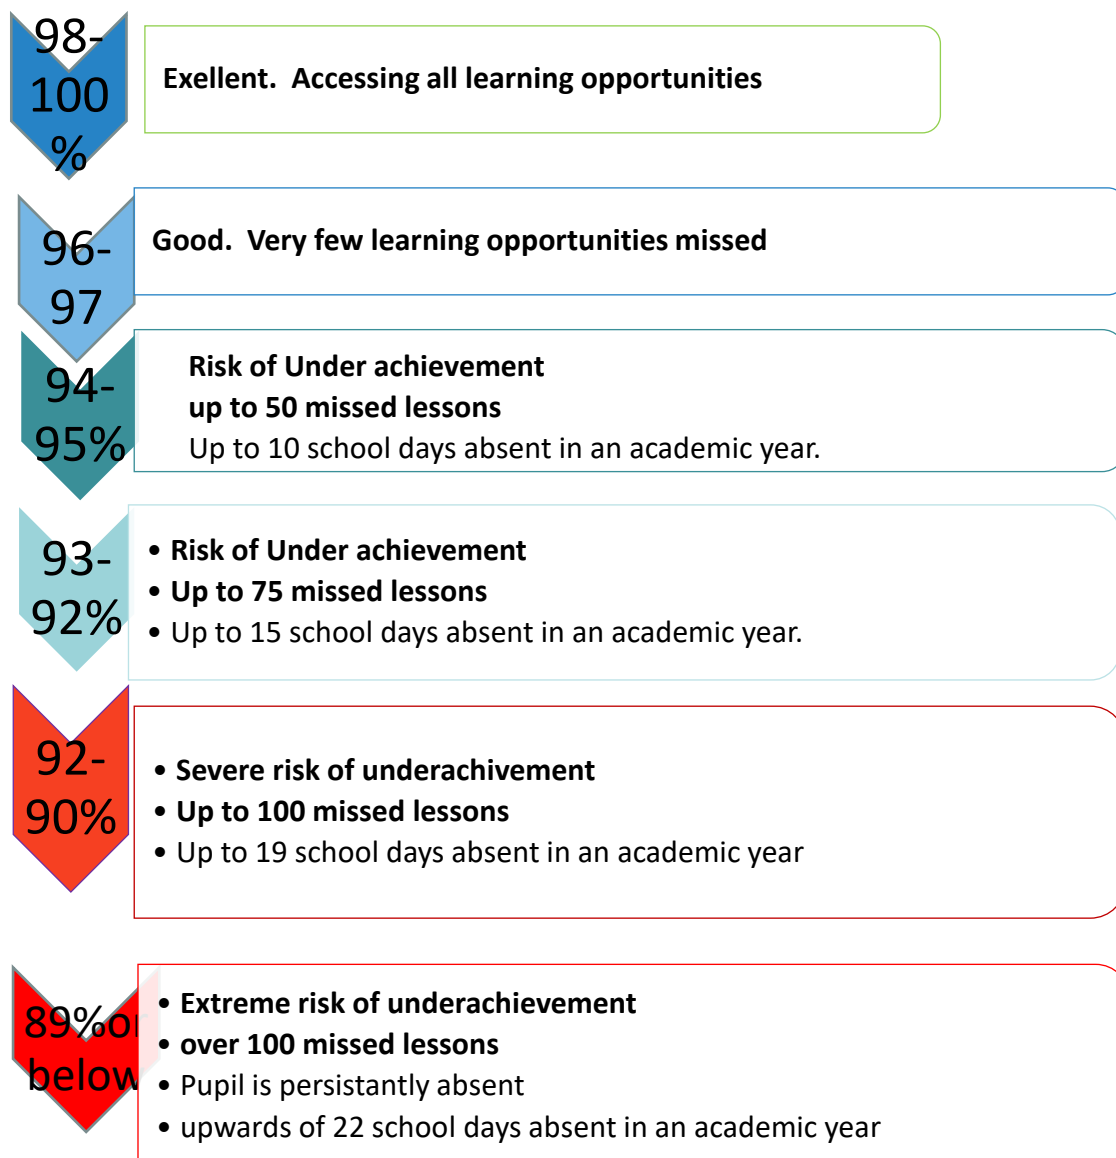 98-
100
%
Exellent.  Accessing all learning opportunities
96-
97
Good.  Very few learning opportunities missed
94-
95%
Risk of Under achievement
up to 50 missed lessons
Up to 10 school days absent in an academic year.
93-
92%
• Risk of Under achievement
• Up to 75 missed lessons
• Up to 15 school days absent in an academic year.
92-
90%
• Severe risk of underachivement
• Up to 100 missed lessons
• Up to 19 school days absent in an academic year
89%or
below
• Extreme risk of underachievement
• over 100 missed lessons
• Pupil is persistantly absent
• upwards of 22 school days absent in an academic year